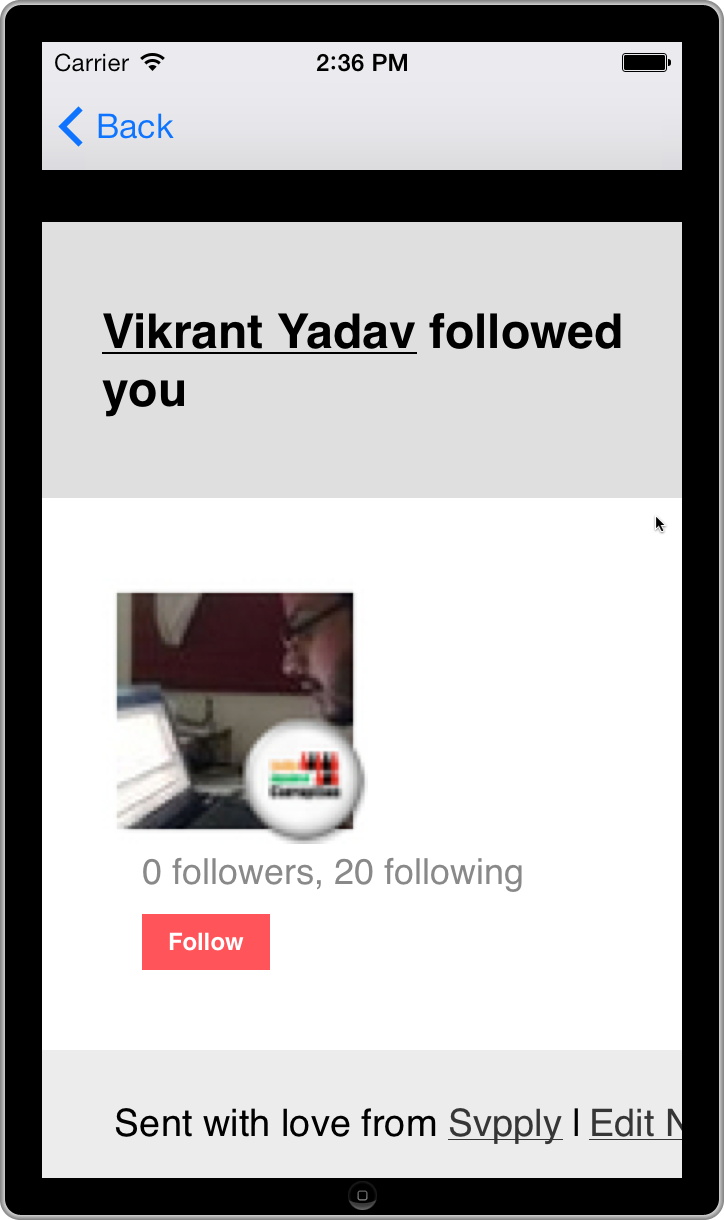 Carrier
2:36 PM
Back
Vikrant Yadav followed
you
0 followers, 20 following
Follow
Sent with love from Svpply | Edit N